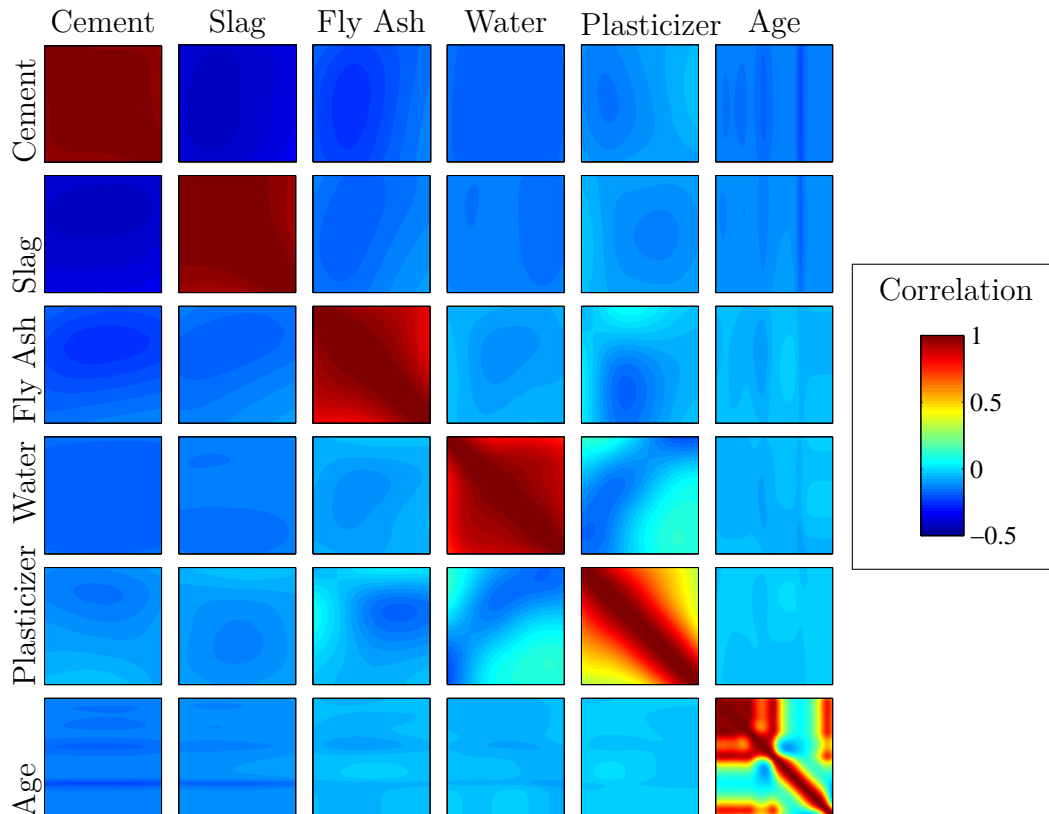 Cement Slag Fly Ash Water Plasticizer Age
Cement
Slag
Fly Ash
Water
Plasticizer
Age
Correlation
1
0.5
0
−0.5